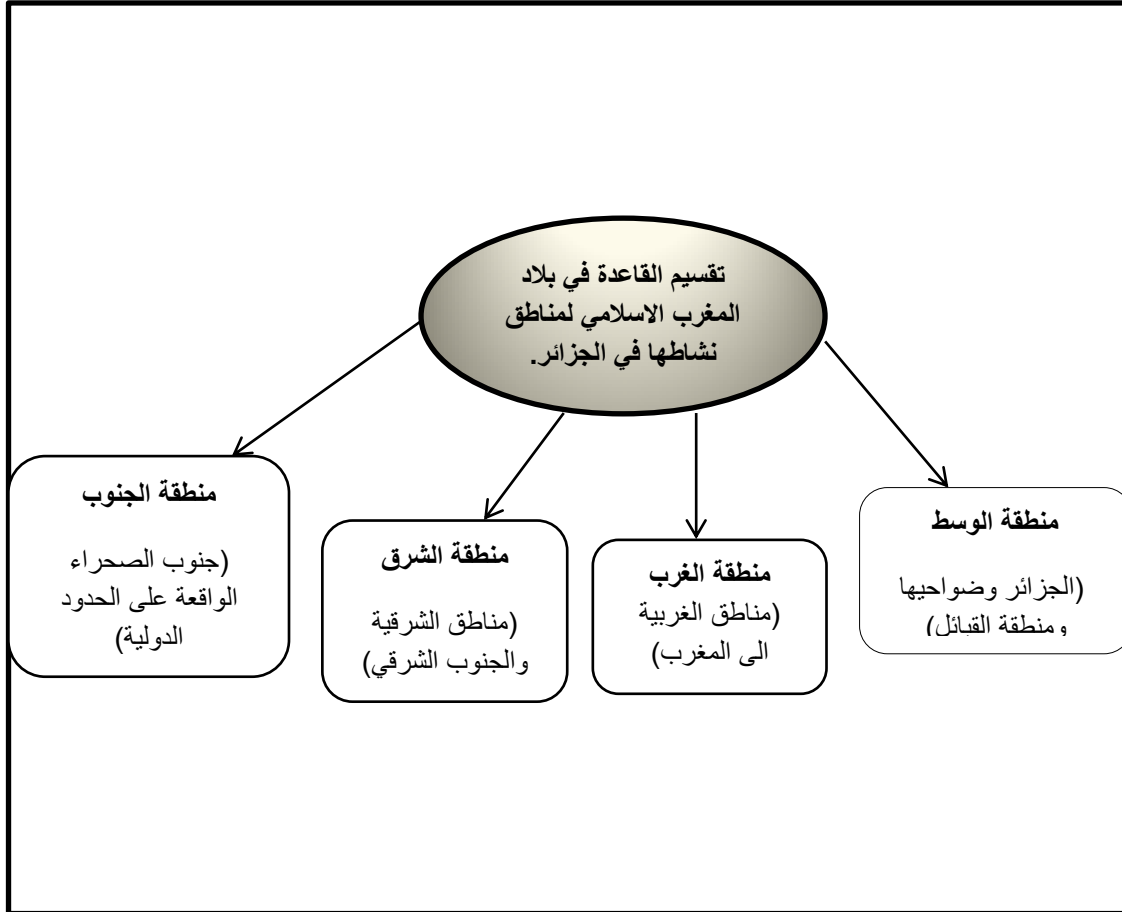 تقسيم القاعدة في بلاد
المغرب الاسلامي لمناطق
نشاطها في الجزائر.
منطقة الوسط
(الجزائر وضواحيها
ومنطقة القبائل)
منطقة الغرب
(مناطق الغربية
الى المغرب)
منطقة الشرق
(مناطق الشرقية
والجنوب الشرقي)
منطقة الجنوب
(جنوب الصحراء
الواقعة على الحدود
الدولية)